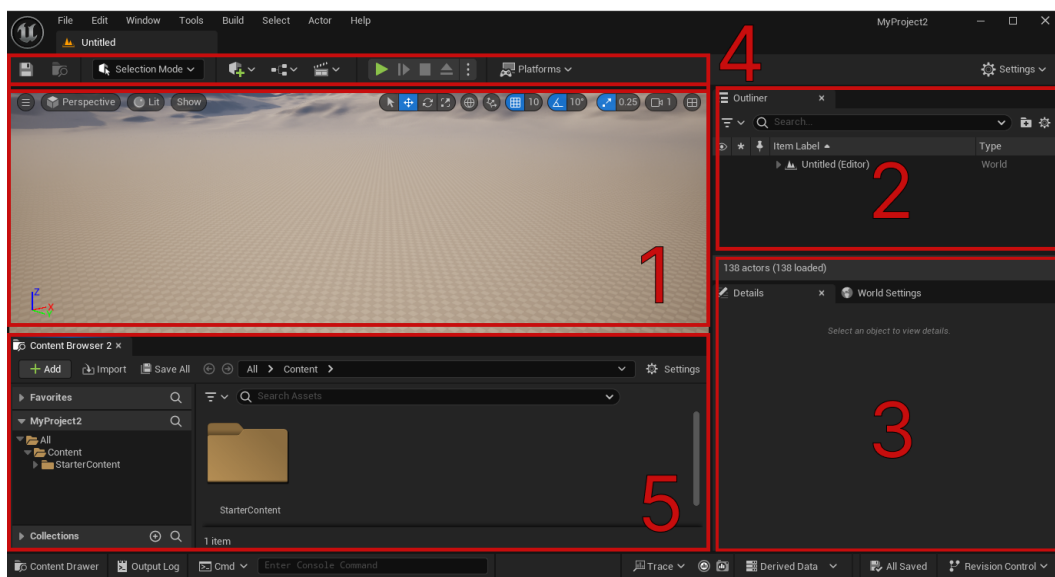 File Edit Window Tools Build Select Actor Help MyProject2
Untitled
Selection Mode Platforms Settings
4
Perspective Lit Show 10 10° 0.25 1
Outliner
Search...
Item Label Type
Untitled (Editor) World
2
1
Z
X
138 actors (138 loaded)
Details World Settings
Select an object to view details.
3
Content Browser 2
Add Import Save All All Content Settings
Favorites Search Assets
MyProject2
All
Content
StarterContent
StarterContent
5
Collections 1 item
Content Drawer Output Log Cmd Enter Console Command Trace Derived Data All Saved Revision Control